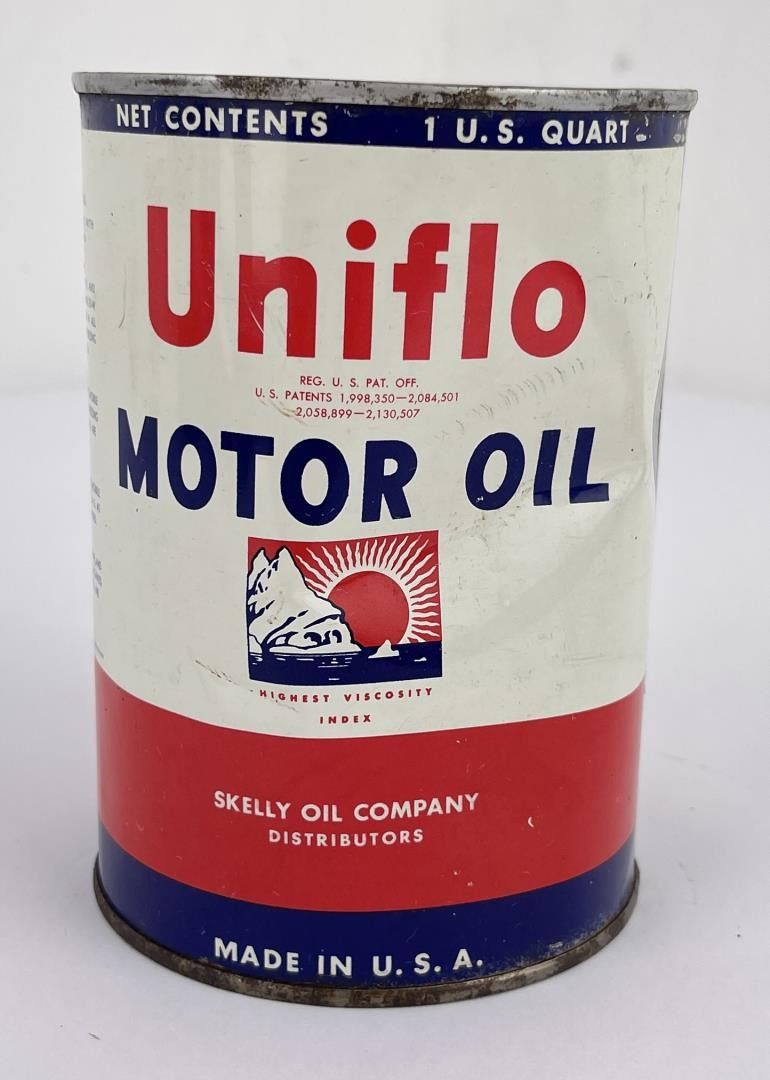 NET CONTENTS 1 U.S. QUART
Uniflo
REG. U. S. PAT. OFF.
U. S. PATENTS 1,998,350—2,084,501
2,058,899—2,130,507
MOTOR OIL
HIGHEST VISCOSITY
INDEX
SKELLY OIL COMPANY
DISTRIBUTORS
MADE IN U. S. A.